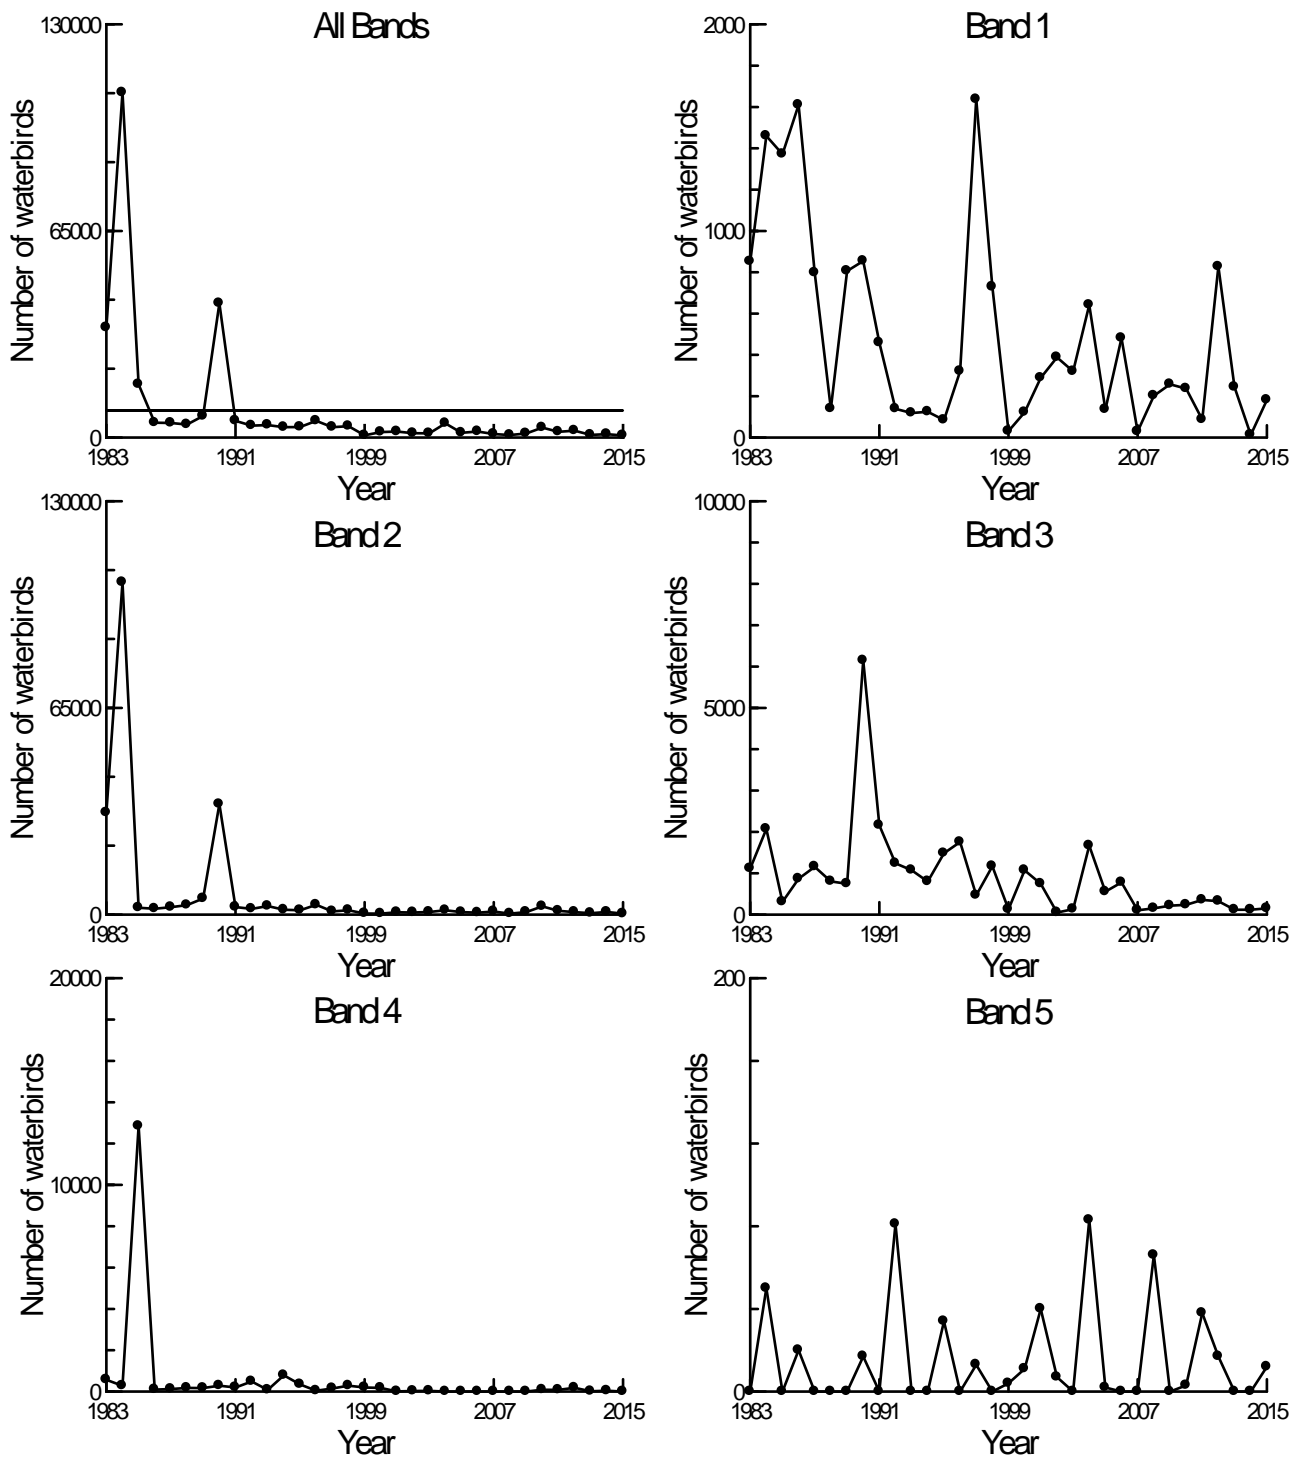 All Bands
130000
65000
0
Number of waterbirds
1983 1991 1999 2007 2015
Year
Band 1
2000
1000
0
Number of waterbirds
1983 1991 1999 2007 2015
Year
Band 2
130000
65000
0
Number of waterbirds
1983 1991 1999 2007 2015
Year
Band 3
10000
5000
0
Number of waterbirds
1983 1991 1999 2007 2015
Year
Band 4
20000
10000
0
Number of waterbirds
1983 1991 1999 2007 2015
Year
Band 5
200
0
Number of waterbirds
1983 1991 1999 2007 2015
Year